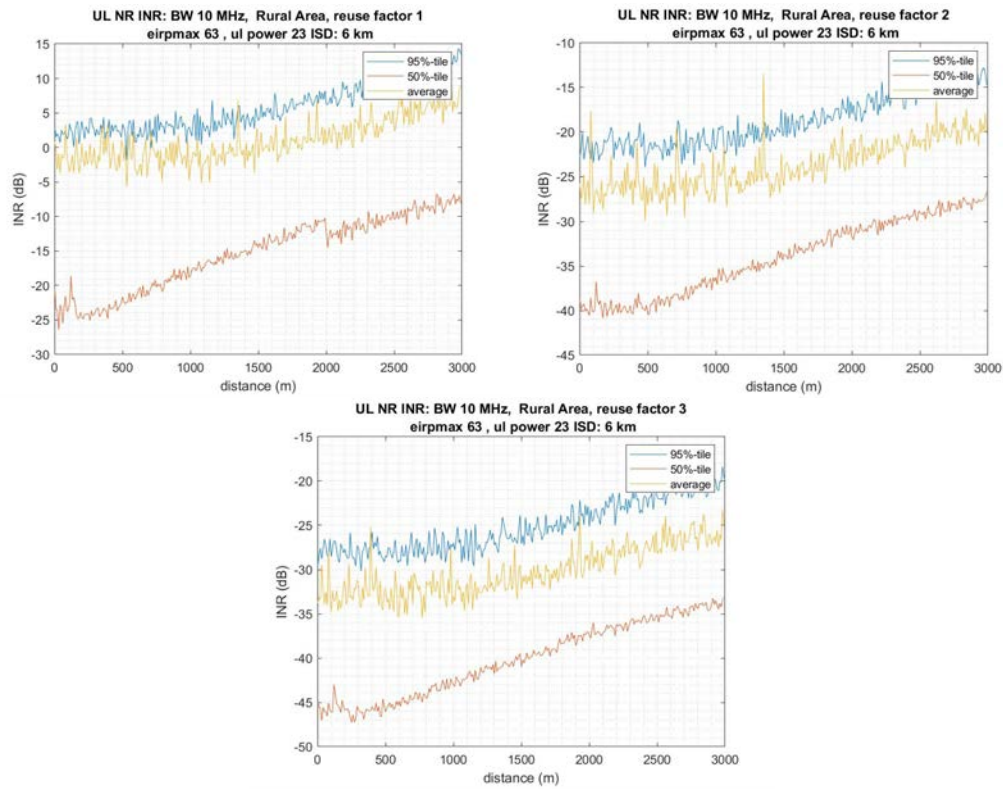 UL NR INR: BW 10 MHz,  Rural Area, reuse factor 1
eirpmax 63 , ul power 23 ISD: 6 km
15
10
5
0
-5
-10
-15
-20
-25
-30
INR (dB)
95%-tile
50%-tile
average
0 500 1000 1500 2000 2500 3000
distance (m)
UL NR INR: BW 10 MHz,  Rural Area, reuse factor 2
eirpmax 63 , ul power 23 ISD: 6 km
-10
-15
-20
-25
-30
-35
-40
-45
INR (dB)
95%-tile
50%-tile
average
0 500 1000 1500 2000 2500 3000
distance (m)
UL NR INR: BW 10 MHz,  Rural Area, reuse factor 3
eirpmax 63 , ul power 23 ISD: 6 km
-15
-20
-25
-30
-35
-40
-45
-50
INR (dB)
95%-tile
50%-tile
average
0 500 1000 1500 2000 2500 3000
distance (m)